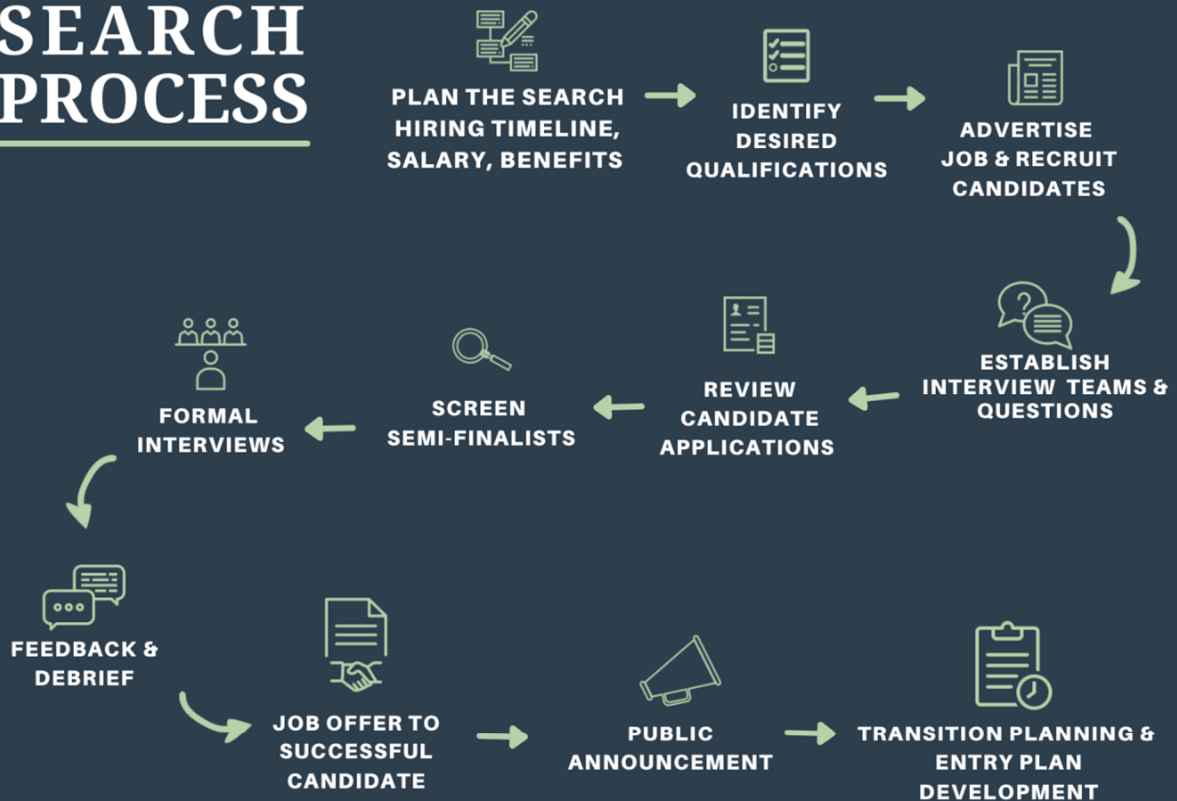 SEARCH
PROCESS
PLAN THE SEARCH
HIRING TIMELINE,
SALARY, BENEFITS
IDENTIFY
DESIRED
QUALIFICATIONS
ADVERTISE
JOB & RECRUIT
CANDIDATES
ESTABLISH
INTERVIEW TEAMS &
QUESTIONS
REVIEW
CANDIDATE
APPLICATIONS
SCREEN
SEMI-FINALISTS
FORMAL
INTERVIEWS
FEEDBACK &
DEBRIEF
JOB OFFER TO
SUCCESSFUL
CANDIDATE
PUBLIC
ANNOUNCEMENT
TRANSITION PLANNING &
ENTRY PLAN
DEVELOPMENT